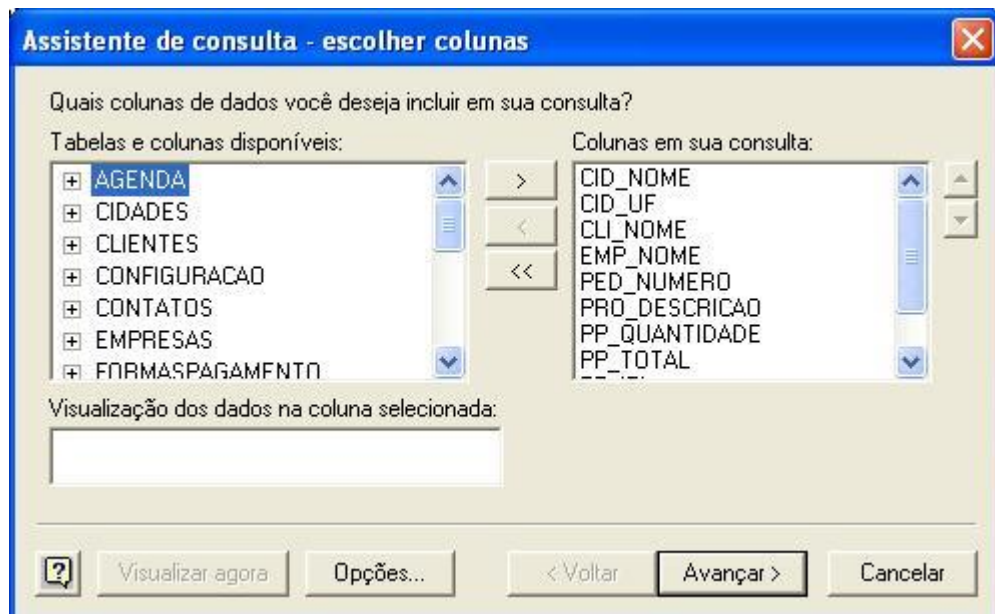 Assistente de consulta - escolher colunas
Quais colunas de dados você deseja incluir em sua consulta?
Tabelas e colunas disponíveis:
AGENDA
CIDADES
CLIENTES
CONFIGURACAO
CONTATOS
EMPRESAS
FORMASPAGAMENTO
>
<
<<
Colunas em sua consulta:
CID_NOME
CID_UF
CLI_NOME
EMP_NOME
PED_NUMERO
PRO_DESCRICAO
PP_QUANTIDADE
PP_TOTAL
Visualização dos dados na coluna selecionada:
? Visualizar agora Opções... < Voltar Avançar > Cancelar